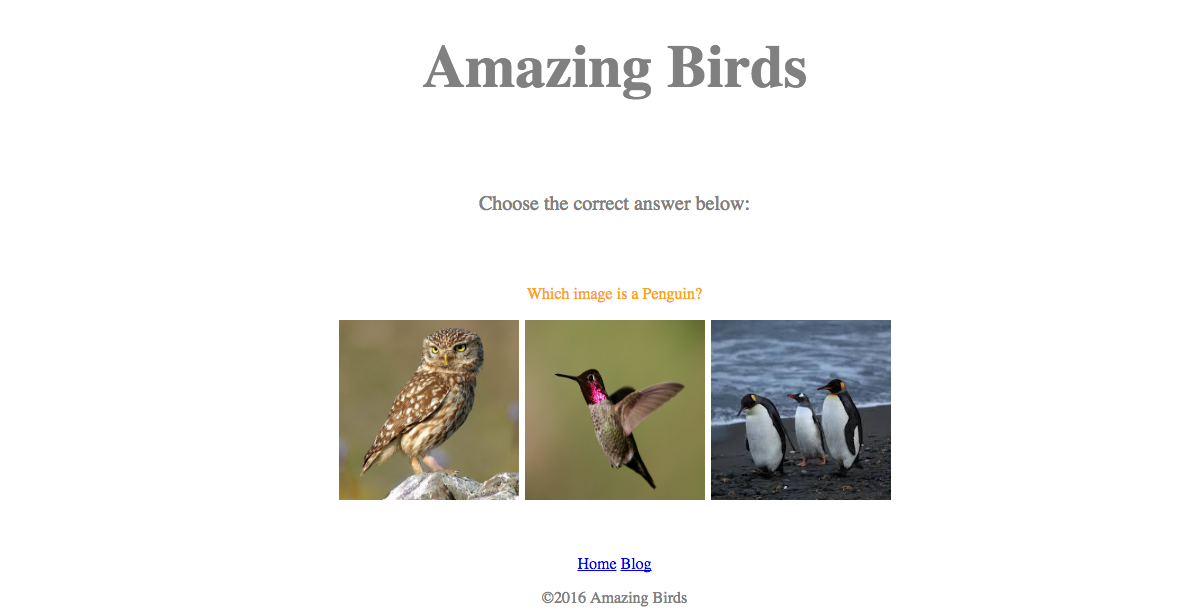 Amazing Birds
Choose the correct answer below:
Which image is a Penguin?
Home Blog
©2016 Amazing Birds